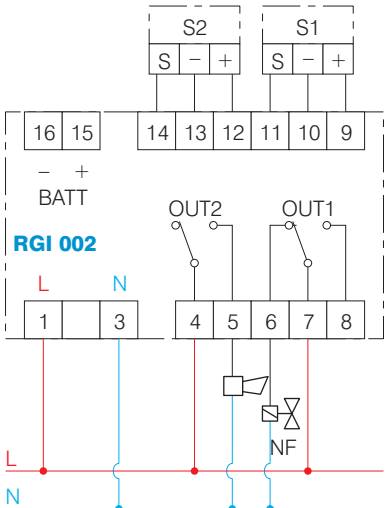 S2 S1
S − + S − +
16 15 14 13 12 11 10 9
− +
BATT
OUT2 OUT1
RGI 002
L N
1 3 4 5 6 7 8
NF
L
N